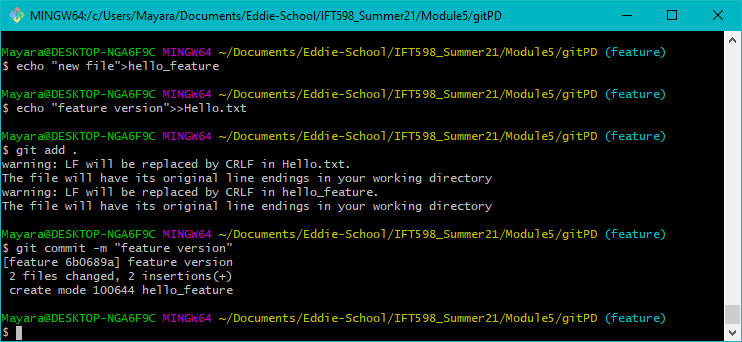 MINGW64:/c/Users/Mayara/Documents/Eddie-School/IFT598_Summer21/Module5/gitPD
Mayara@DESKTOP-NGA6F9C MINGW64 ~/Documents/Eddie-School/IFT598_Summer21/Module5/gitPD (feature)
$ echo "new file">hello_feature
Mayara@DESKTOP-NGA6F9C MINGW64 ~/Documents/Eddie-School/IFT598_Summer21/Module5/gitPD (feature)
$ echo "feature version">>Hello.txt
Mayara@DESKTOP-NGA6F9C MINGW64 ~/Documents/Eddie-School/IFT598_Summer21/Module5/gitPD (feature)
$ git add .
warning: LF will be replaced by CRLF in Hello.txt.
The file will have its original line endings in your working directory
warning: LF will be replaced by CRLF in hello_feature.
The file will have its original line endings in your working directory
Mayara@DESKTOP-NGA6F9C MINGW64 ~/Documents/Eddie-School/IFT598_Summer21/Module5/gitPD (feature)
$ git commit -m "feature version"
[feature 6b0689a] feature version
 2 files changed, 2 insertions(+)
 create mode 100644 hello_feature
Mayara@DESKTOP-NGA6F9C MINGW64 ~/Documents/Eddie-School/IFT598_Summer21/Module5/gitPD (feature)
$